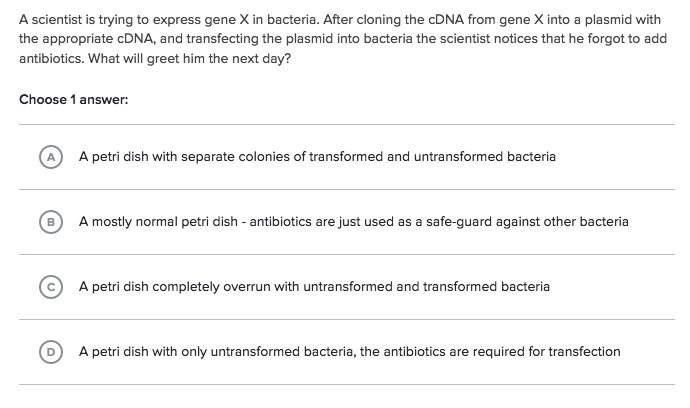 A scientist is trying to express gene X in bacteria. After cloning the cDNA from gene X into a plasmid with
the appropriate cDNA, and transfecting the plasmid into bacteria the scientist notices that he forgot to add
antibiotics. What will greet him the next day?
Choose 1 answer:
A A petri dish with separate colonies of transformed and untransformed bacteria
B A mostly normal petri dish - antibiotics are just used as a safe-guard against other bacteria
C A petri dish completely overrun with untransformed and transformed bacteria
D A petri dish with only untransformed bacteria, the antibiotics are required for transfection